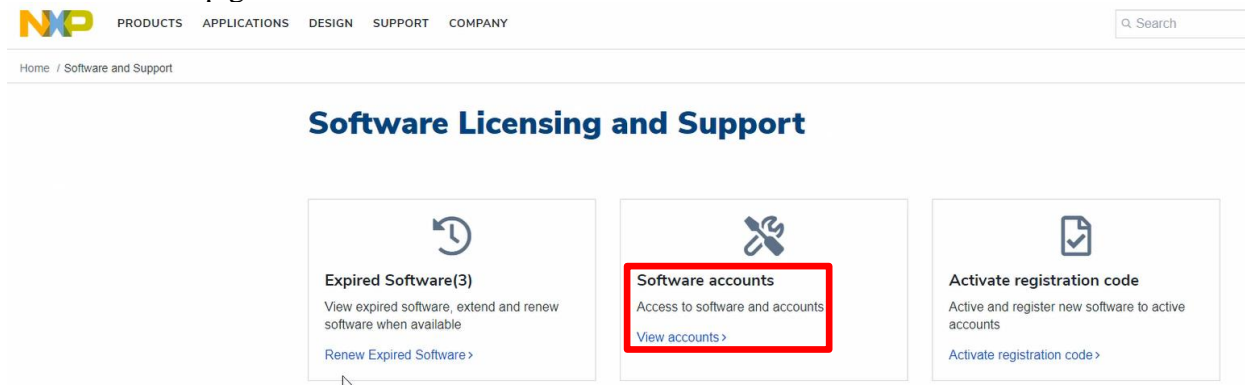 NXP PRODUCTS APPLICATIONS DESIGN SUPPORT COMPANY Search
Home / Software and Support
Software Licensing and Support
Expired Software(3)
View expired software, extend and renew
software when available
Renew Expired Software >
Software accounts
Access to software and accounts
View accounts >
Activate registration code
Active and register new software to active
accounts
Activate registration code >